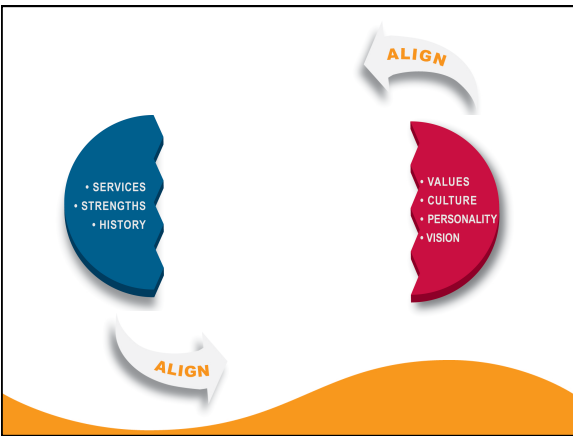 ALIGN
• SERVICES
• STRENGTHS
• HISTORY
• VALUES
• CULTURE
• PERSONALITY
• VISION
ALIGN